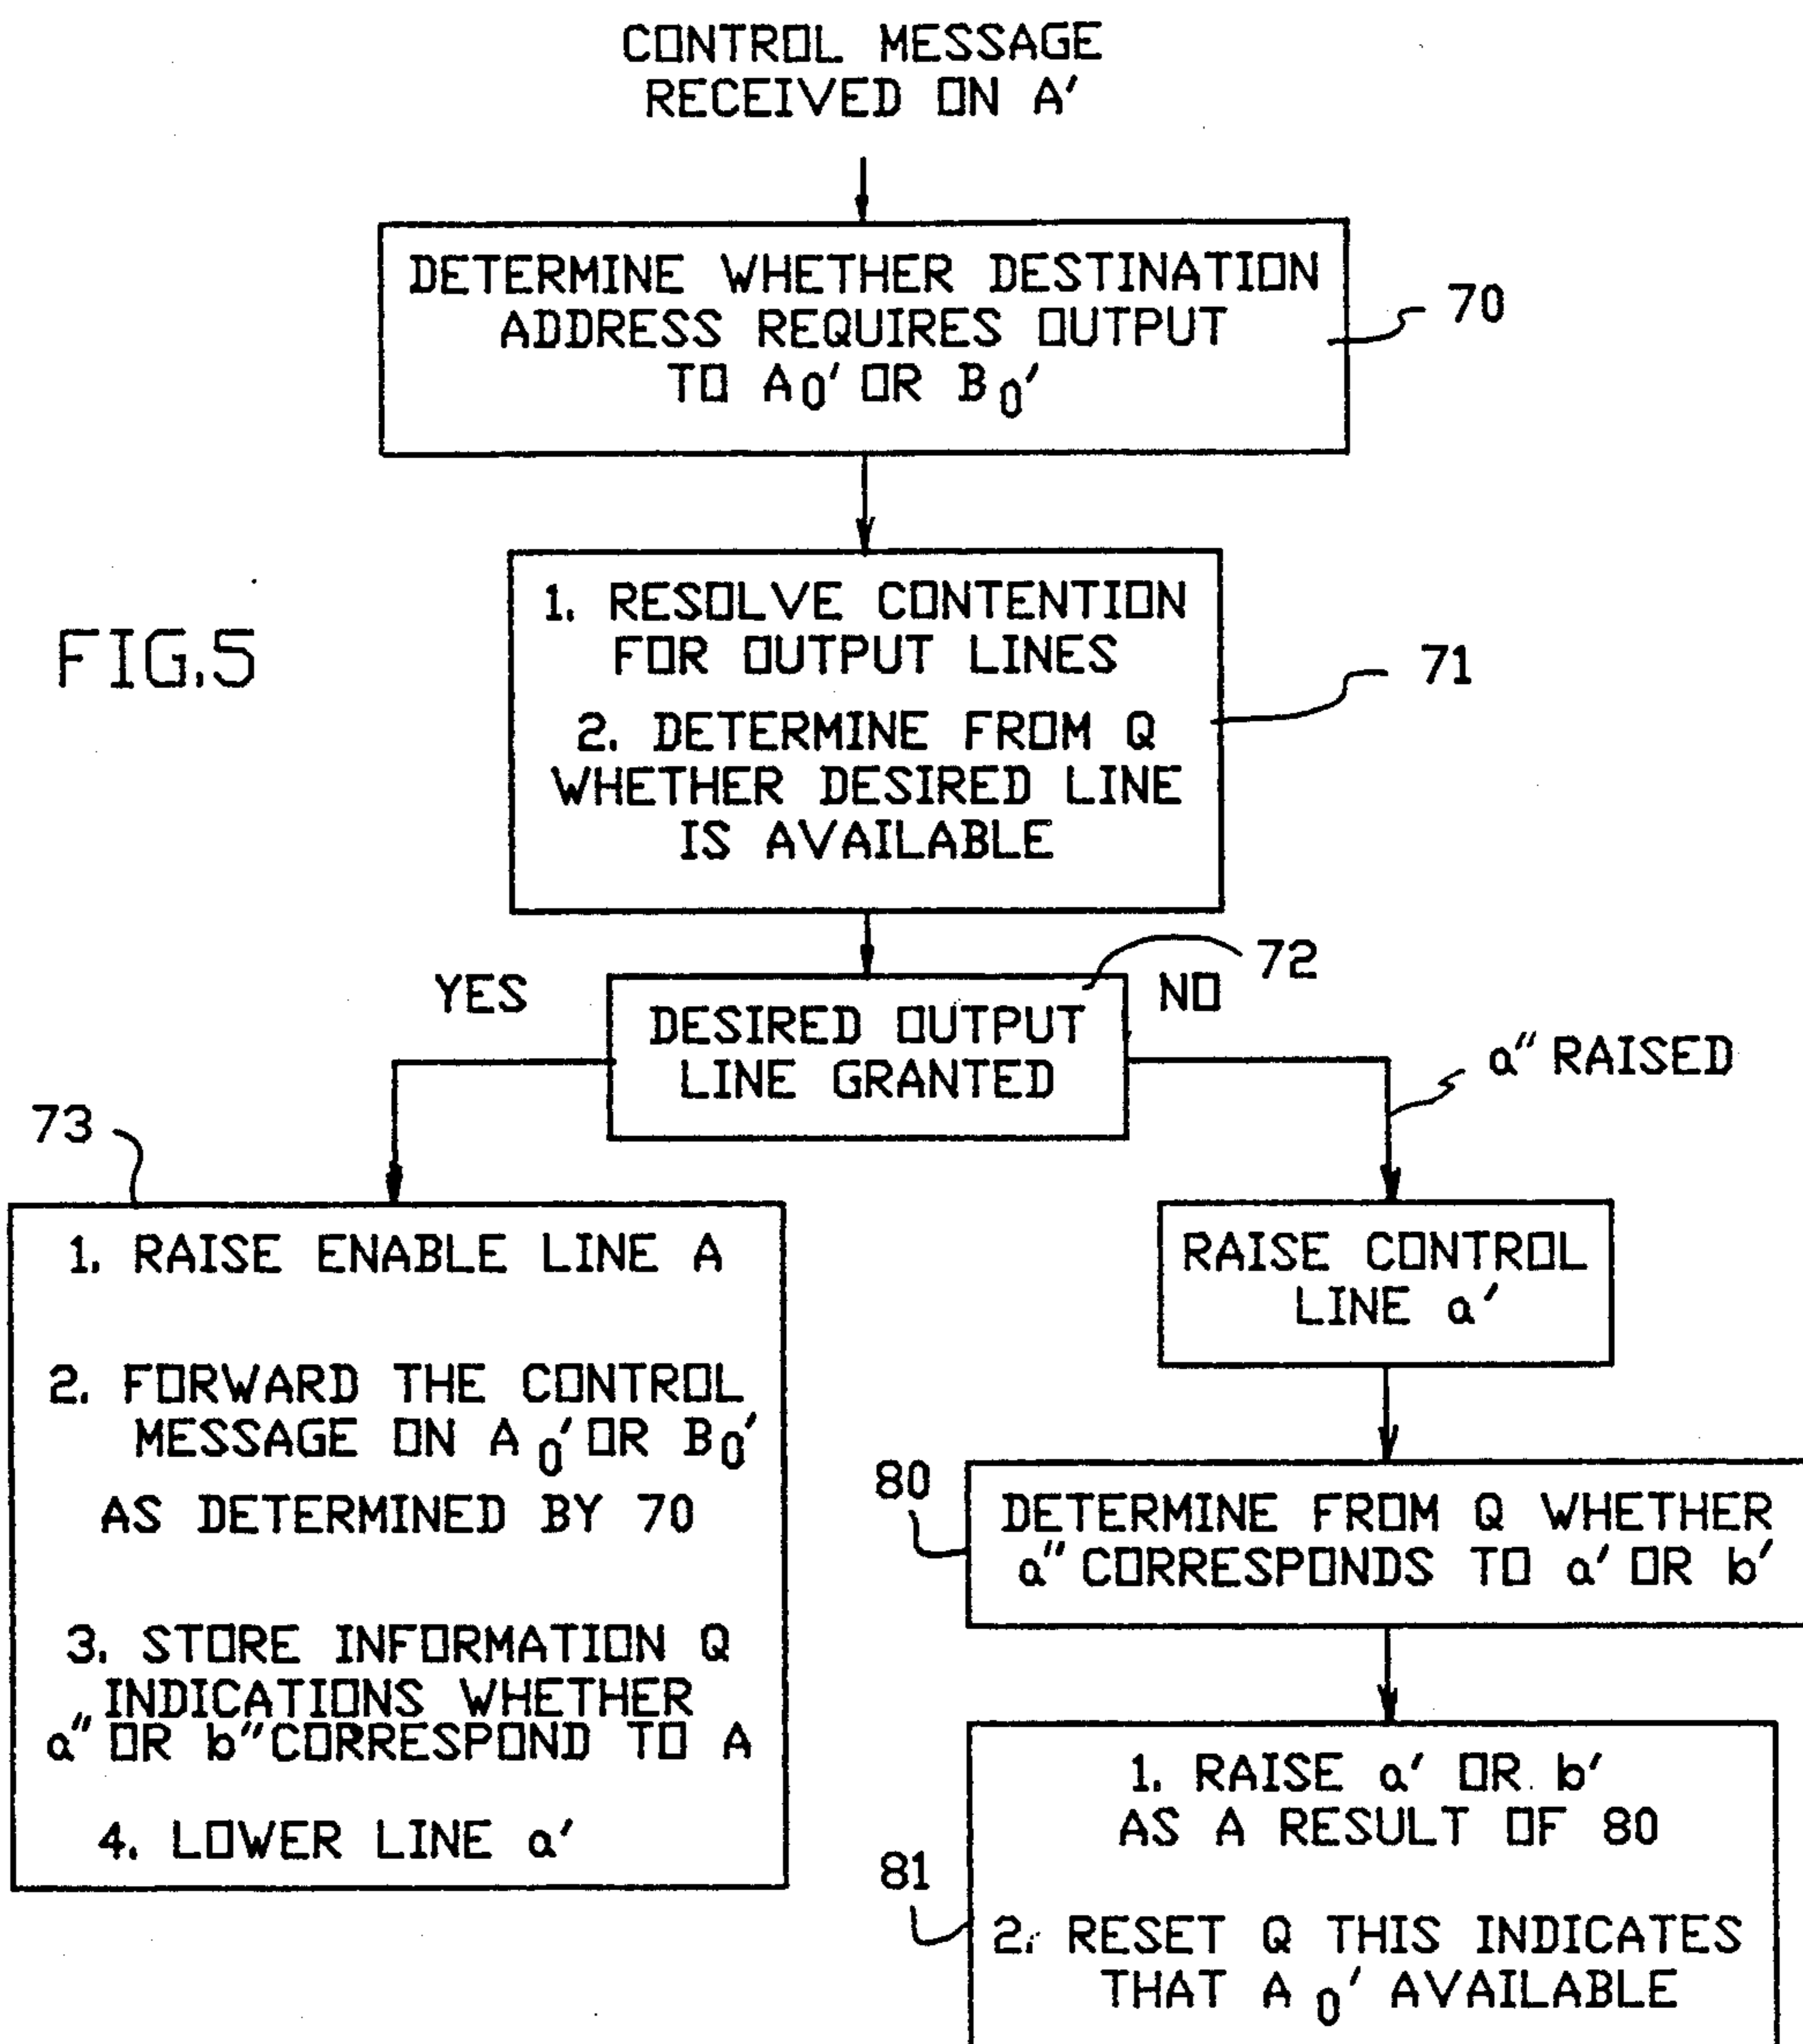 CONTROL MESSAGE
RECEIVED ON A'
DETERMINE WHETHER DESTINATION
ADDRESS REQUIRES OUTPUT
TO A0' OR B0'
70
1. RESOLVE CONTENTION
FOR OUTPUT LINES
2. DETERMINE FROM Q
WHETHER DESIRED LINE
IS AVAILABLE
71
FIG.5
72
YES
NO
DESIRED OUTPUT
LINE GRANTED
a" RAISED
73
1. RAISE ENABLE LINE A
2. FORWARD THE CONTROL
MESSAGE ON A0' OR B0'
AS DETERMINED BY 70
3. STORE INFORMATION Q
INDICATIONS WHETHER
a" OR b" CORRESPOND TO A
4. LOWER LINE a'
RAISE CONTROL
LINE a'
80
DETERMINE FROM Q WHETHER
a" CORRESPONDS TO a' OR b'
81
1. RAISE a' OR b'
AS A RESULT OF 80
2. RESET Q THIS INDICATES
THAT A0' AVAILABLE